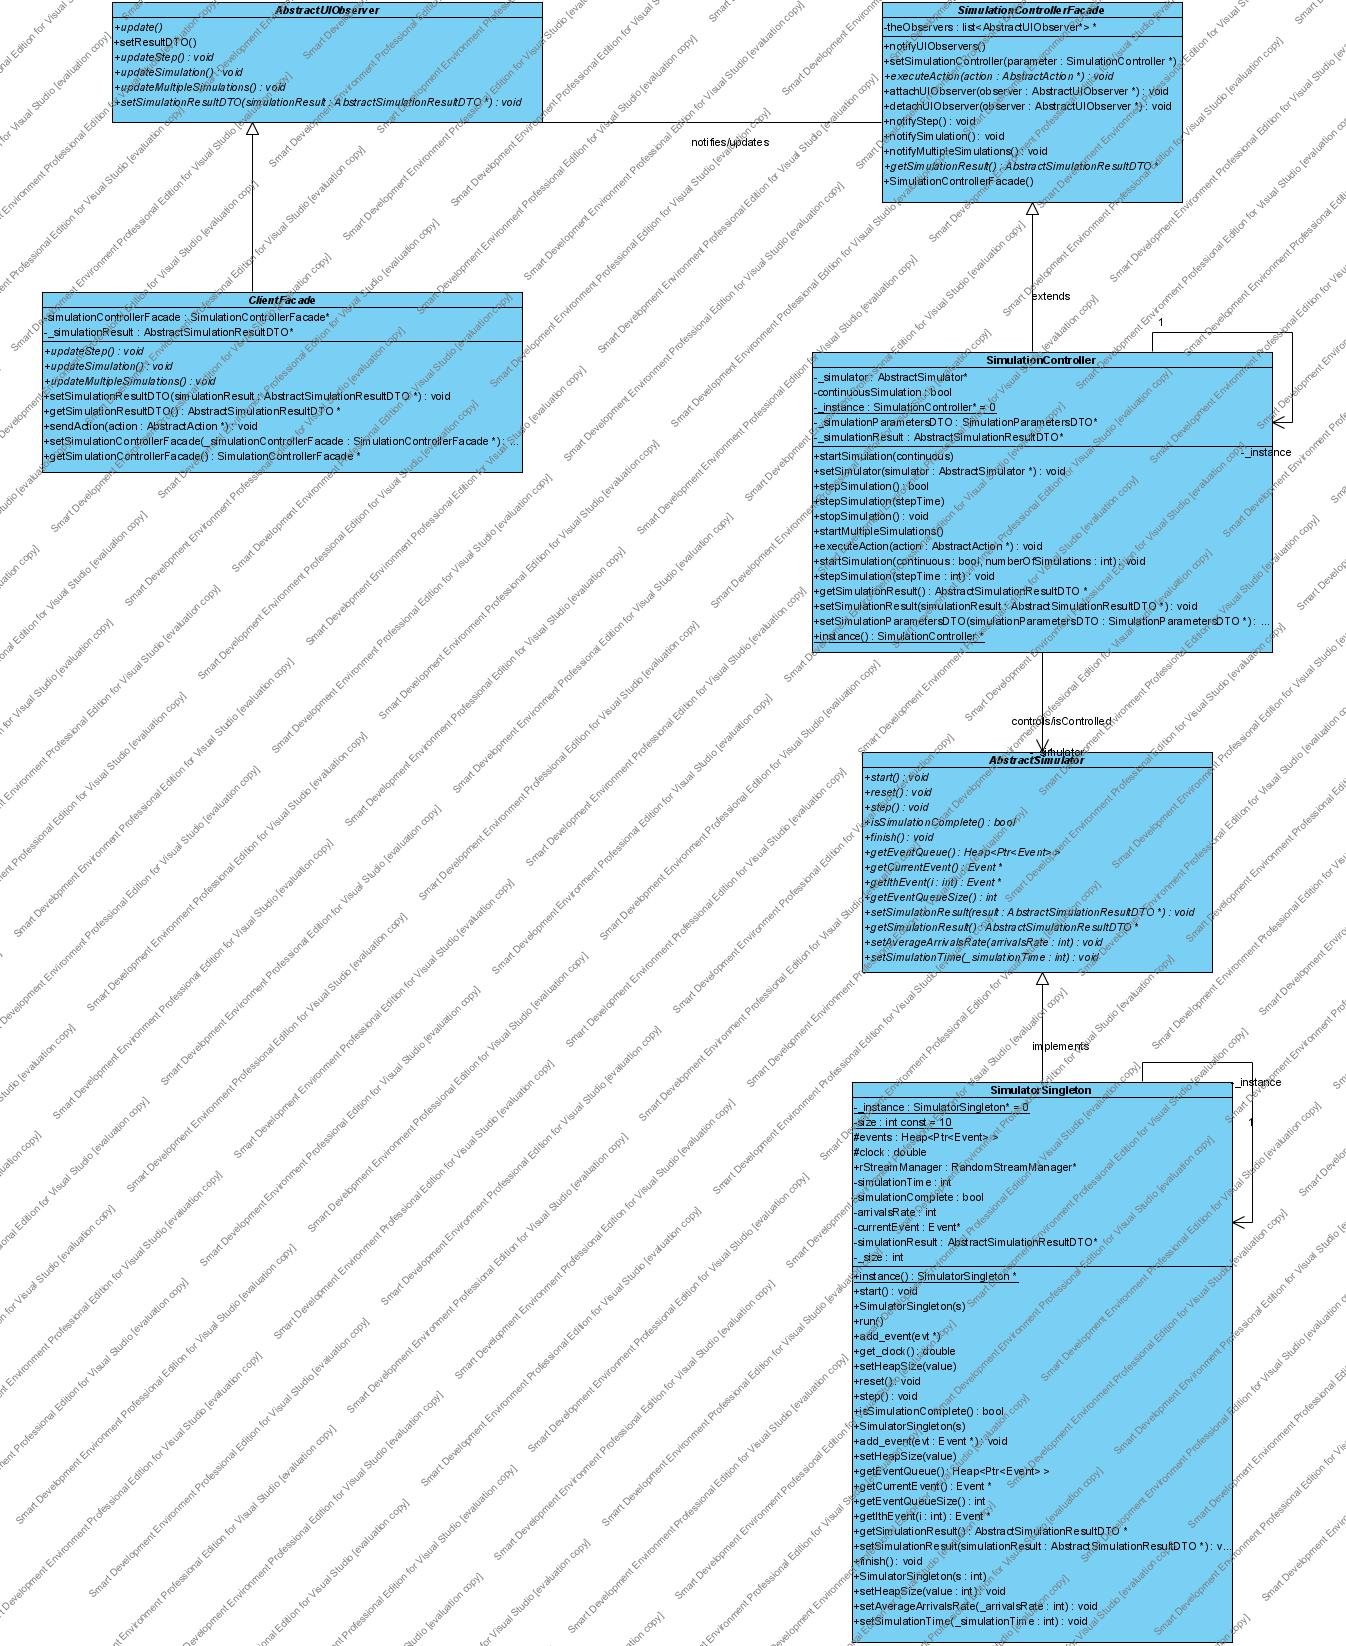 AbstractUIObserver
+update()
+setResultDTO()
+updateStep() : void
+updateSimulation() : void
+updateMultipleSimulations() : void
+setSimulationResultDTO(simulationResult : AbstractSimulationResultDTO *) : void
SimulationControllerFacade
-theObservers : list<AbstractUIObserver*> *
+notifyUIObservers()
+setSimulationController(parameter : SimulationController *)
+executeAction(action : AbstractAction *) : void
+attachUIObserver(observer : AbstractUIObserver *) : void
+detachUIObserver(observer : AbstractUIObserver *) : void
+notifyStep() : void
+notifySimulation() : void
+notifyMultipleSimulations() : void
+getSimulationResult() : AbstractSimulationResultDTO *
+SimulationControllerFacade()
notifies/updates
ClientFacade
-simulationControllerFacade : SimulationControllerFacade*
-_simulationResult : AbstractSimulationResultDTO*
+updateStep() : void
+updateSimulation() : void
+updateMultipleSimulations() : void
+setSimulationResultDTO(simulationResult : AbstractSimulationResultDTO *) : void
+getSimulationResultDTO() : AbstractSimulationResultDTO *
+sendAction(action : AbstractAction *) : void
+setSimulationControllerFacade(_simulationControllerFacade : SimulationControllerFacade *) : ...
+getSimulationControllerFacade() : SimulationControllerFacade *
extends
1
SimulationController
-_simulator : AbstractSimulator*
-continuousSimulation : bool
-_instance : SimulationController* = 0
-_simulationParametersDTO : SimulationParametersDTO*
-_simulationResult : AbstractSimulationResultDTO*
-_instance
+startSimulation(continuous)
+setSimulator(simulator : AbstractSimulator *) : void
+stepSimulation() : bool
+stepSimulation(stepTime)
+stopSimulation() : void
+startMultipleSimulations()
+executeAction(action : AbstractAction *) : void
+startSimulation(continuous : bool, numberOfSimulations : int) : void
+stepSimulation(stepTime : int) : void
+getSimulationResult() : AbstractSimulationResultDTO *
+setSimulationResult(simulationResult : AbstractSimulationResultDTO *) : void
+setSimulationParametersDTO(simulationParametersDTO : SimulationParametersDTO *) : ...
+instance() : SimulationController *
controls/isControlled
-_simulator
AbstractSimulator
+start() : void
+reset() : void
+step() : void
+isSimulationComplete() : bool
+finish() : void
+getEventQueue() : Heap<Ptr<Event> >
+getCurrentEvent() : Event *
+getIthEvent(i : int) : Event *
+getEventQueueSize() : int
+setSimulationResult(result : AbstractSimulationResultDTO *) : void
+getSimulationResult() : AbstractSimulationResultDTO *
+setAverageArrivalsRate(arrivalsRate : int) : void
+setSimulationTime(_simulationTime : int) : void
implements
-_instance
1
SimulatorSingleton
-_instance : SimulatorSingleton* = 0
-size : int const = 10
#events : Heap<Ptr<Event> >
#clock : double
+rStreamManager : RandomStreamManager*
-simulationTime : int
-simulationComplete : bool
-arrivalsRate : int
-currentEvent : Event*
-simulationResult : AbstractSimulationResultDTO*
-_size : int
+instance() : SimulatorSingleton *
+start() : void
+SimulatorSingleton(s)
+run()
+add_event(evt *)
+get_clock() : double
+setHeapSize(value)
+reset() : void
+step() : void
+isSimulationComplete() : bool
+SimulatorSingleton(s)
+add_event(evt : Event *) : void
+setHeapSize(value)
+getEventQueue() : Heap<Ptr<Event> >
+getCurrentEvent() : Event *
+getEventQueueSize() : int
+getIthEvent(i : int) : Event *
+getSimulationResult() : AbstractSimulationResultDTO *
+setSimulationResult(simulationResult : AbstractSimulationResultDTO *) : v...
+finish() : void
+SimulatorSingleton(s : int)
+setHeapSize(value : int) : void
+setAverageArrivalsRate(_arrivalsRate : int) : void
+setSimulationTime(_simulationTime : int) : void
Smart Development Environment Professional Edition for Visual Studio [evaluation copy]